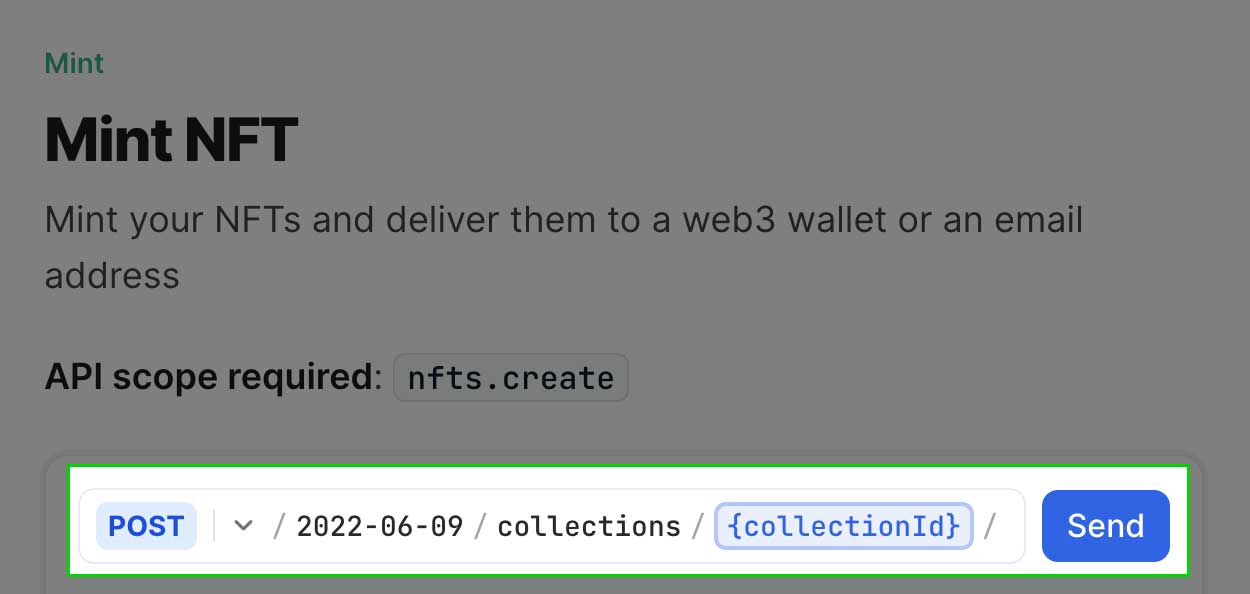 Mint
Mint NFT
Mint your NFTs and deliver them to a web3 wallet or an email
address
API scope required: nfts.create
POST / 2022-06-09 / collections / {collectionId} / Send